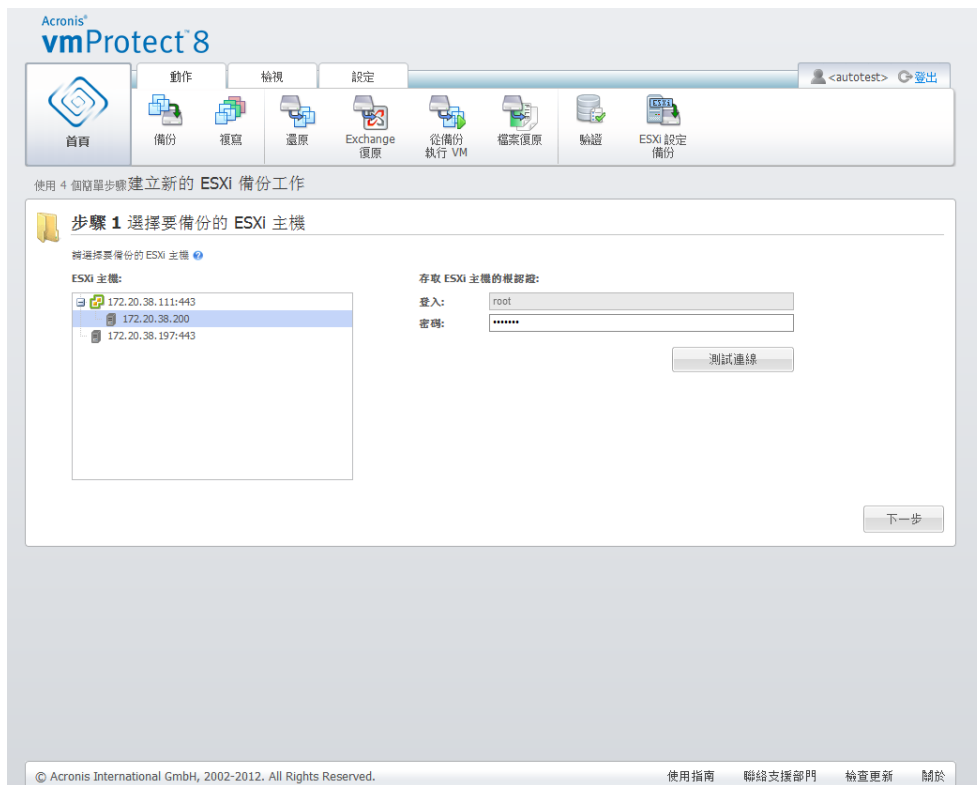 Acronis®
vmProtect™8
動作
檢視
設定
<autotest>
登出
首頁
備份
複寫
還原
Exchange
復原
從備份
執行 VM
檔案復原
驗證
ESXi 設定
備份
使用 4 個簡單步驟建立新的 ESXi 備份工作
步驟 1 選擇要備份的 ESXi 主機
請選擇要備份的 ESXi 主機
ESXi 主機:
172.20.38.111:443
172.20.38.200
172.20.38.197:443
存取 ESXi 主機的根認證:
登入:
root
密碼:
•••••••
測試連線
下一步
© Acronis International GmbH, 2002-2012. All Rights Reserved.
使用指南
聯絡支援部門
檢查更新
關於